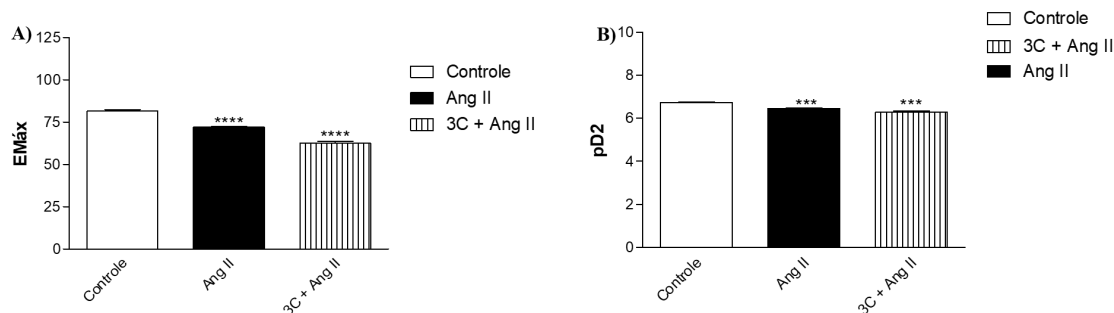 A)
EMáx
125
100
75
50
25
0
****
****
Controle
Ang II
3C + Ang II
Controle
Ang II
3C + Ang II
B)
pD2
10
8
6
4
2
0
***
***
Controle
Ang II
3C + Ang II
Controle
3C + Ang II
Ang II